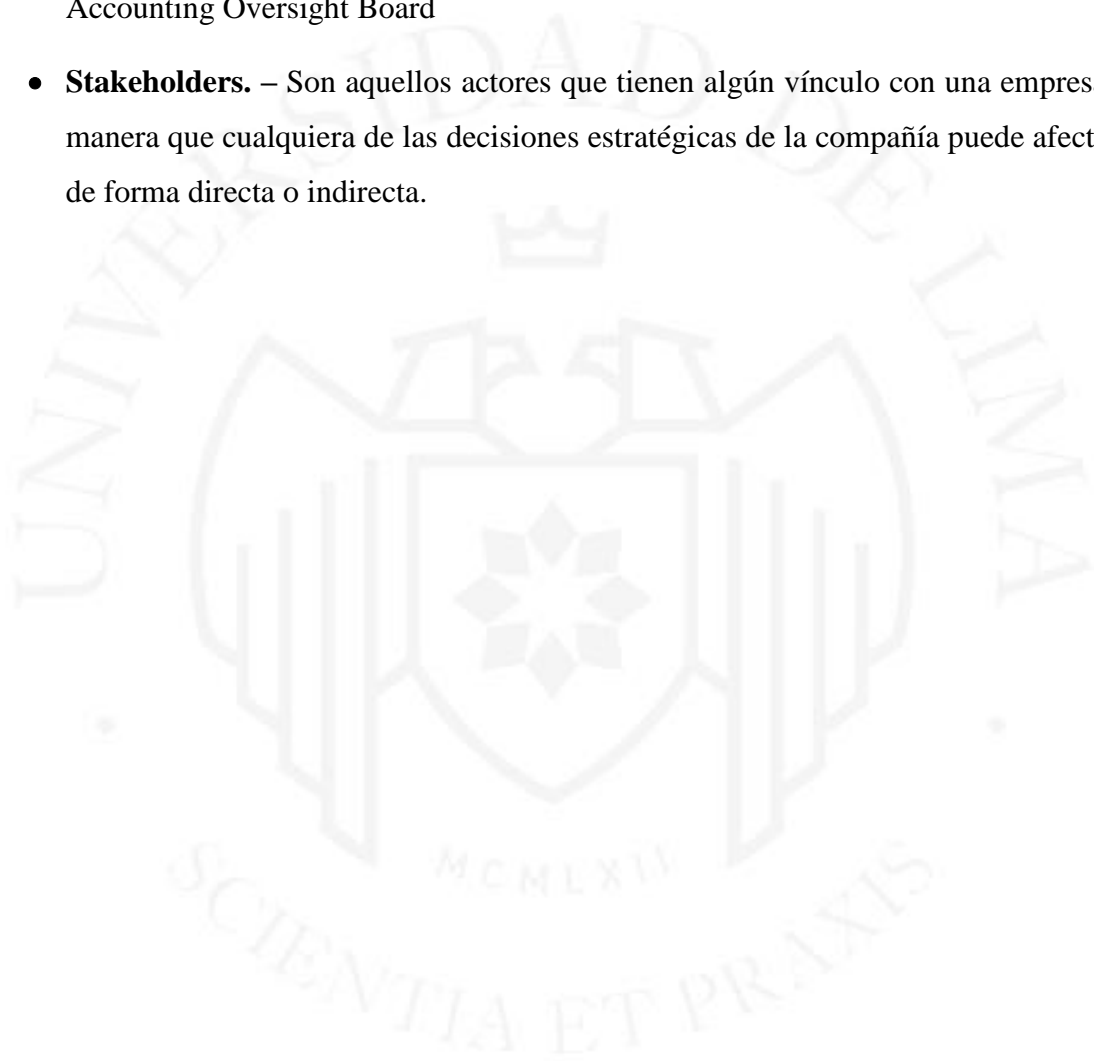 Accounting Oversight Board
• Stakeholders. – Son aquellos actores que tienen algún vínculo con una empres
manera que cualquiera de las decisiones estratégicas de la compañía puede afect
de forma directa o indirecta.
UNIVERSIDAD DE LIMA
MCMLXII
SCIENTIA ET PRAXIS